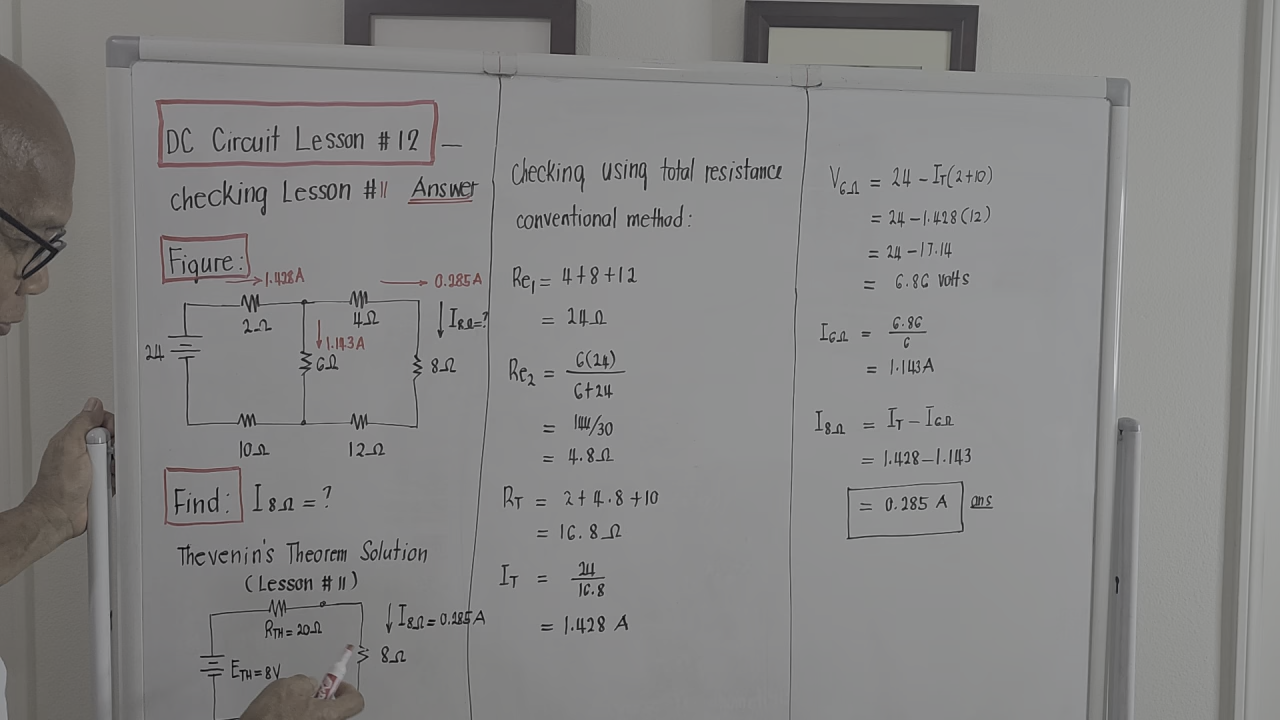 DC Circuit Lesson #12 —
checking Lesson #11 Answer
Figure:
1.428A
0.285A
2Ω
4Ω
I8Ω=?
1.143A
24
6Ω
8Ω
10Ω
12Ω
Find: I8Ω = ?
Thevenin's Theorem Solution
(Lesson #11)
RTH = 20Ω
I8Ω = 0.285A
ETH = 8V
8Ω
checking using total resistance
conventional method:
Re1 = 4+8+12
= 24Ω
Re2 = 6(24)
6+24
= 144/30
= 4.8Ω
RT = 2+4.8+10
= 16.8Ω
IT = 24
16.8
= 1.428 A
V6Ω = 24 - IT(2+10)
= 24-1.428(12)
= 24-17.14
= 6.86 volts
I6Ω = 6.86
6
= 1.143A
I8Ω = IT - I6Ω
= 1.428-1.143
= 0.285 A ans